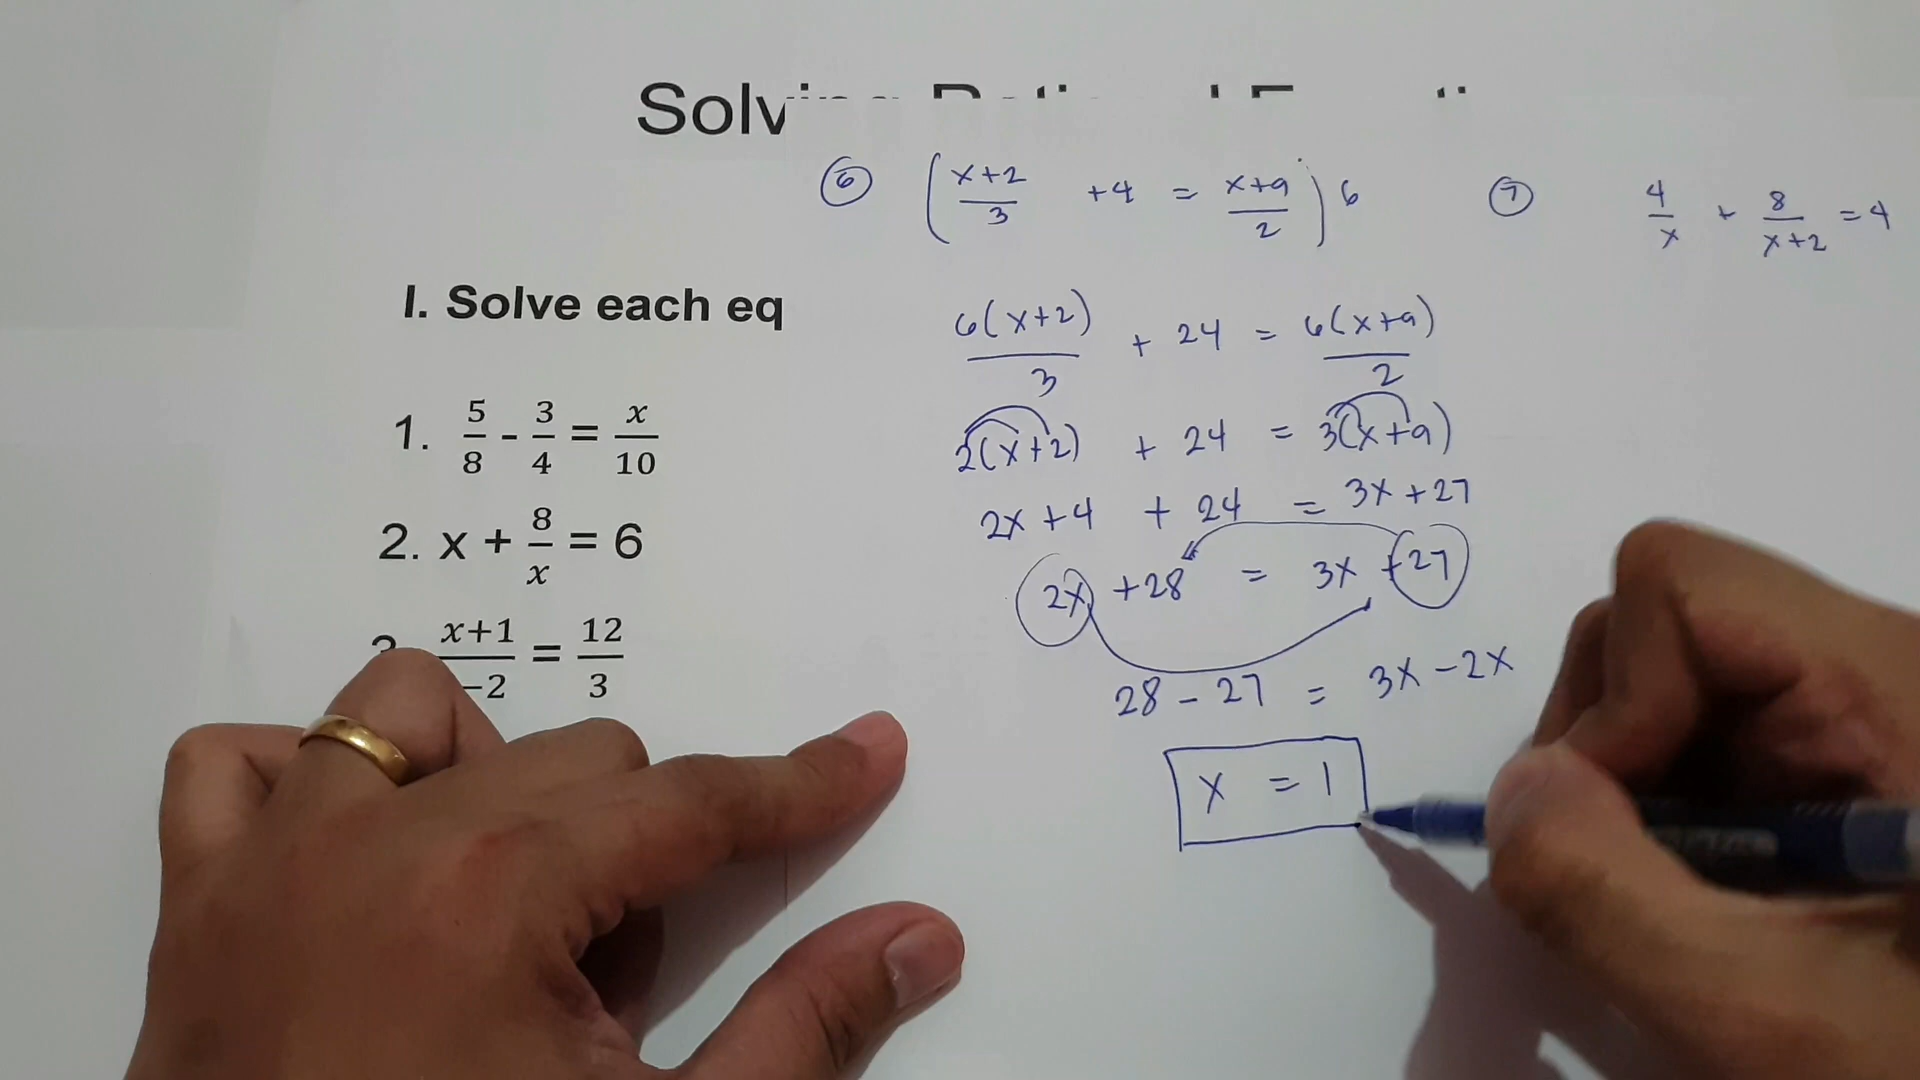 Solv
I. Solve each eq
1. 5/8 - 3/4 = x/10
2. x + 8/x = 6
x+1/-2 = 12/3
⑥ (x+2/3 +4 = x+9/2) 6
6(x+2)/3 + 24 = 6(x+9)/2
2(x+2) + 24 = 3(x+9)
2x+4 + 24 = 3x+27
2x +28 = 3x +27
28 - 27 = 3x - 2x
x = 1
⑦ 4/x + 8/x+2 = 4